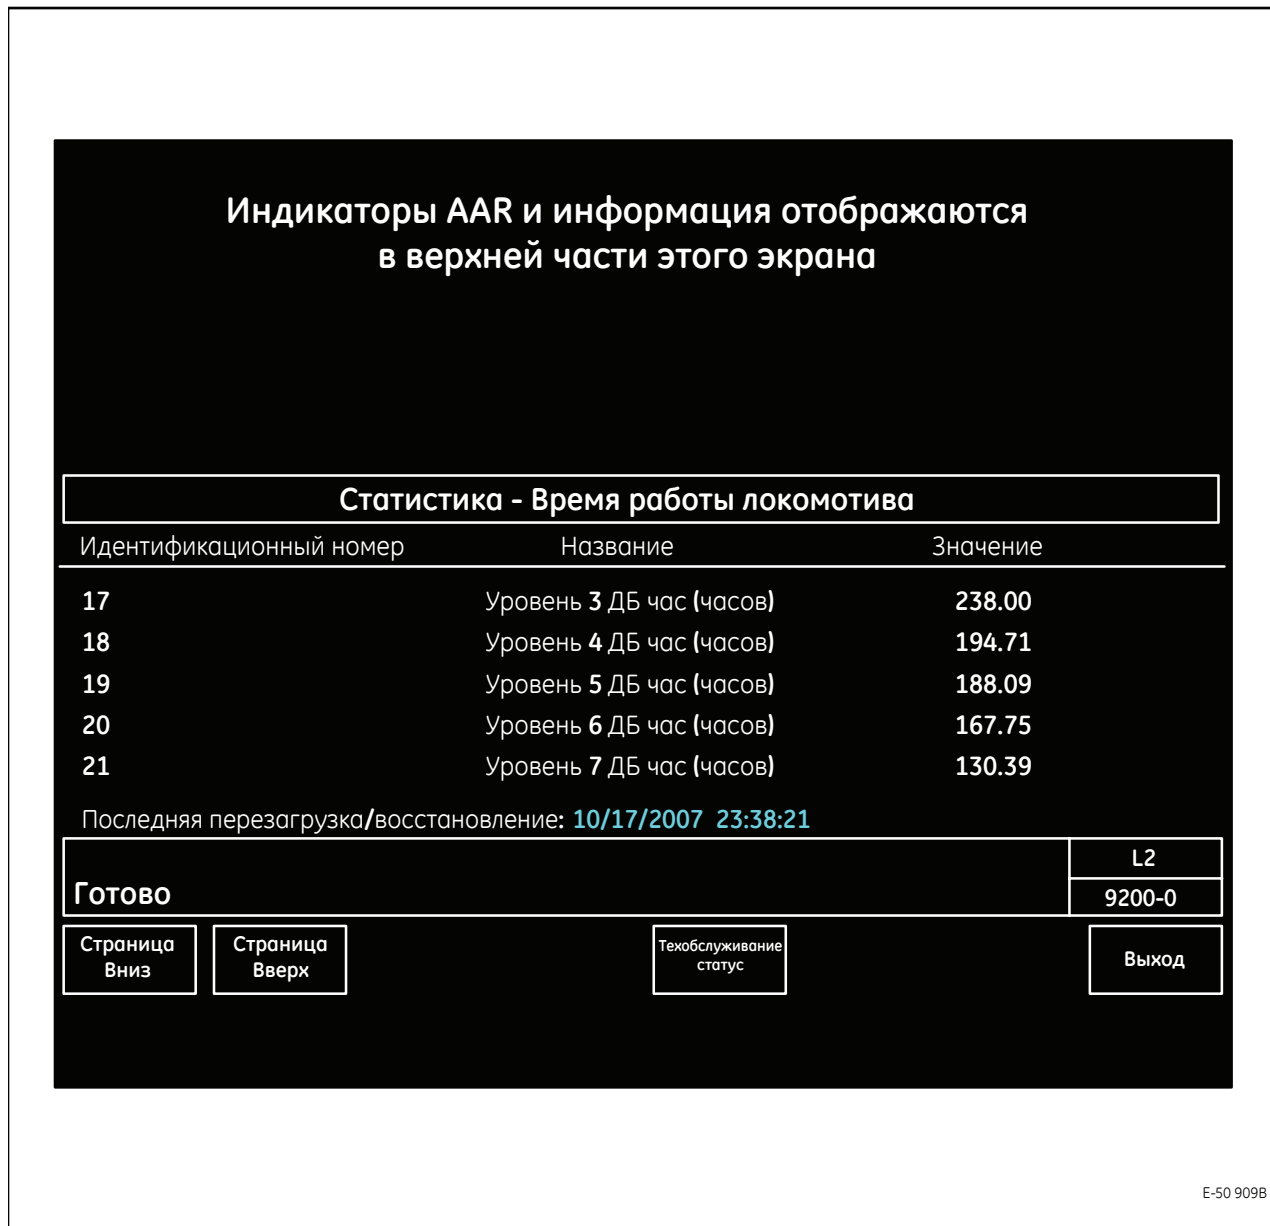 Индикаторы AAR и информация отображаются
в верхней части этого экрана
Статистика - Время работы локомотива
Идентификационный номер Название Значение
17 Уровень 3 ДБ час (часов) 238.00
18 Уровень 4 ДБ час (часов) 194.71
19 Уровень 5 ДБ час (часов) 188.09
20 Уровень 6 ДБ час (часов) 167.75
21 Уровень 7 ДБ час (часов) 130.39
Последняя перезагрузка/восстановление: 10/17/2007 23:38:21
L2
Готово
9200-0
Страница
Вниз
Страница
Вверх
Техобслуживание
статус
Выход
E-50 909B